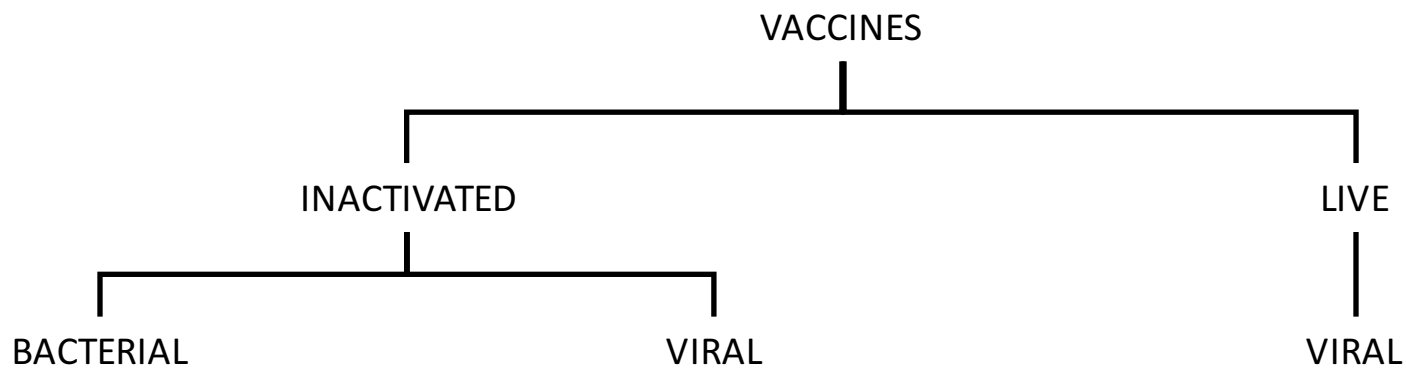 VACCINES
INACTIVATED
LIVE
BACTERIAL
VIRAL
VIRAL